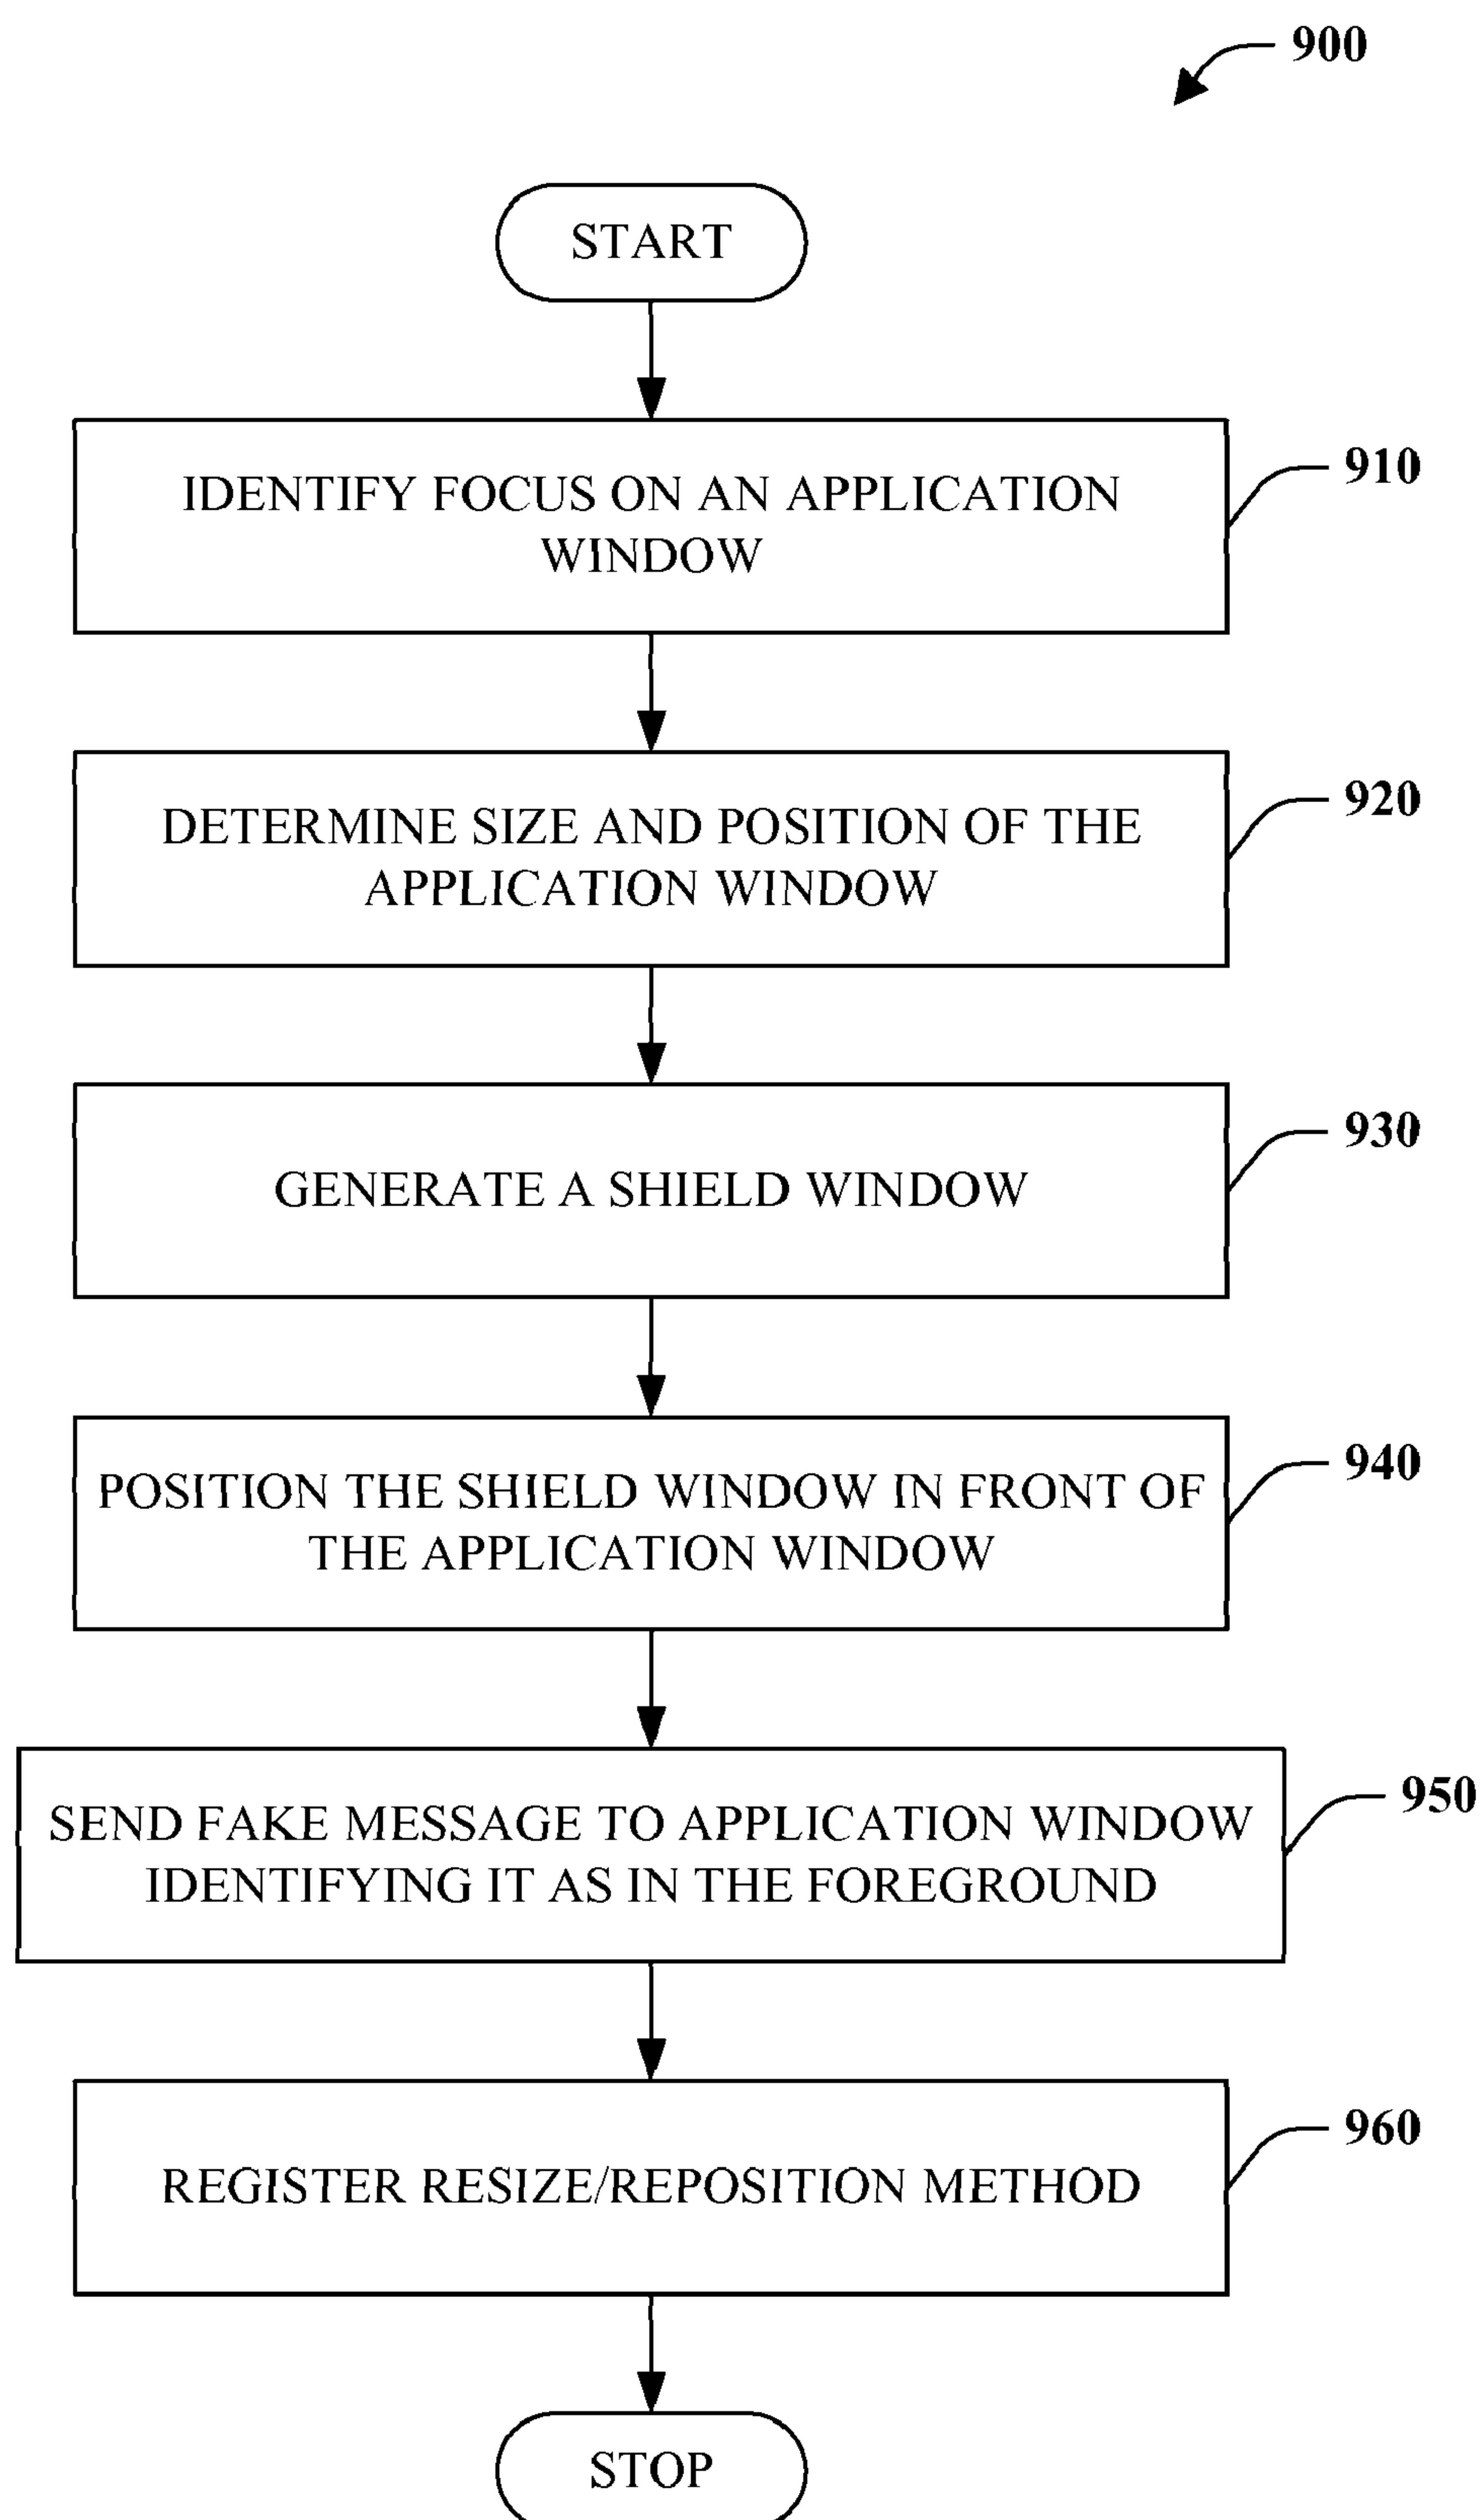 900
START
IDENTIFY FOCUS ON AN APPLICATION
WINDOW
910
DETERMINE SIZE AND POSITION OF THE
APPLICATION WINDOW
920
GENERATE A SHIELD WINDOW
930
POSITION THE SHIELD WINDOW IN FRONT OF
THE APPLICATION WINDOW
940
SEND FAKE MESSAGE TO APPLICATION WINDOW
IDENTIFYING IT AS IN THE FOREGROUND
950
REGISTER RESIZE/REPOSITION METHOD
960
STOP